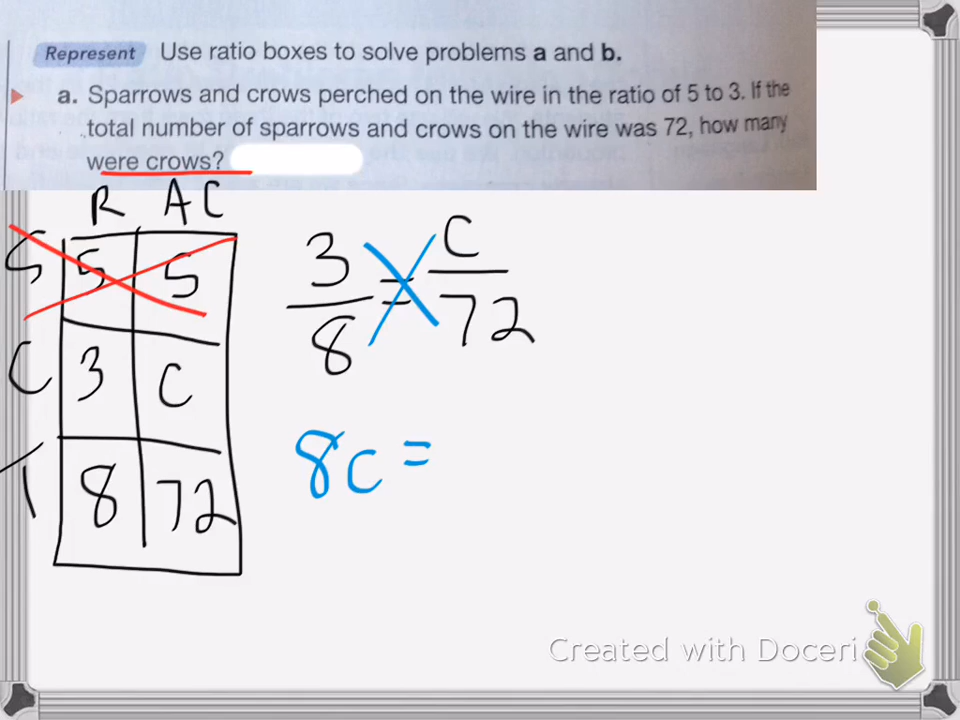 Represent Use ratio boxes to solve problems a and b.
a. Sparrows and crows perched on the wire in the ratio of 5 to 3. If the
total number of sparrows and crows on the wire was 72, how many
were crows?
R AC
S 5 S
C 3 C
T 8 72
3/8 = C/72
8c =
Created with Doceri